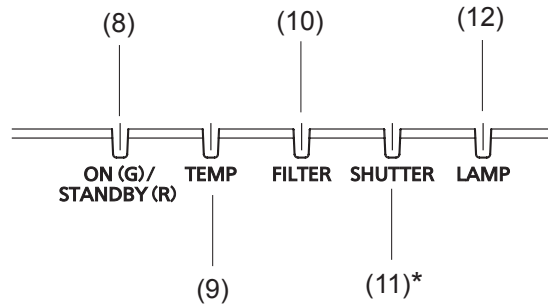 (8) (10) (12)
ON (G)/ TEMP FILTER SHUTTER LAMP
STANDBY (R)
(9) (11)*